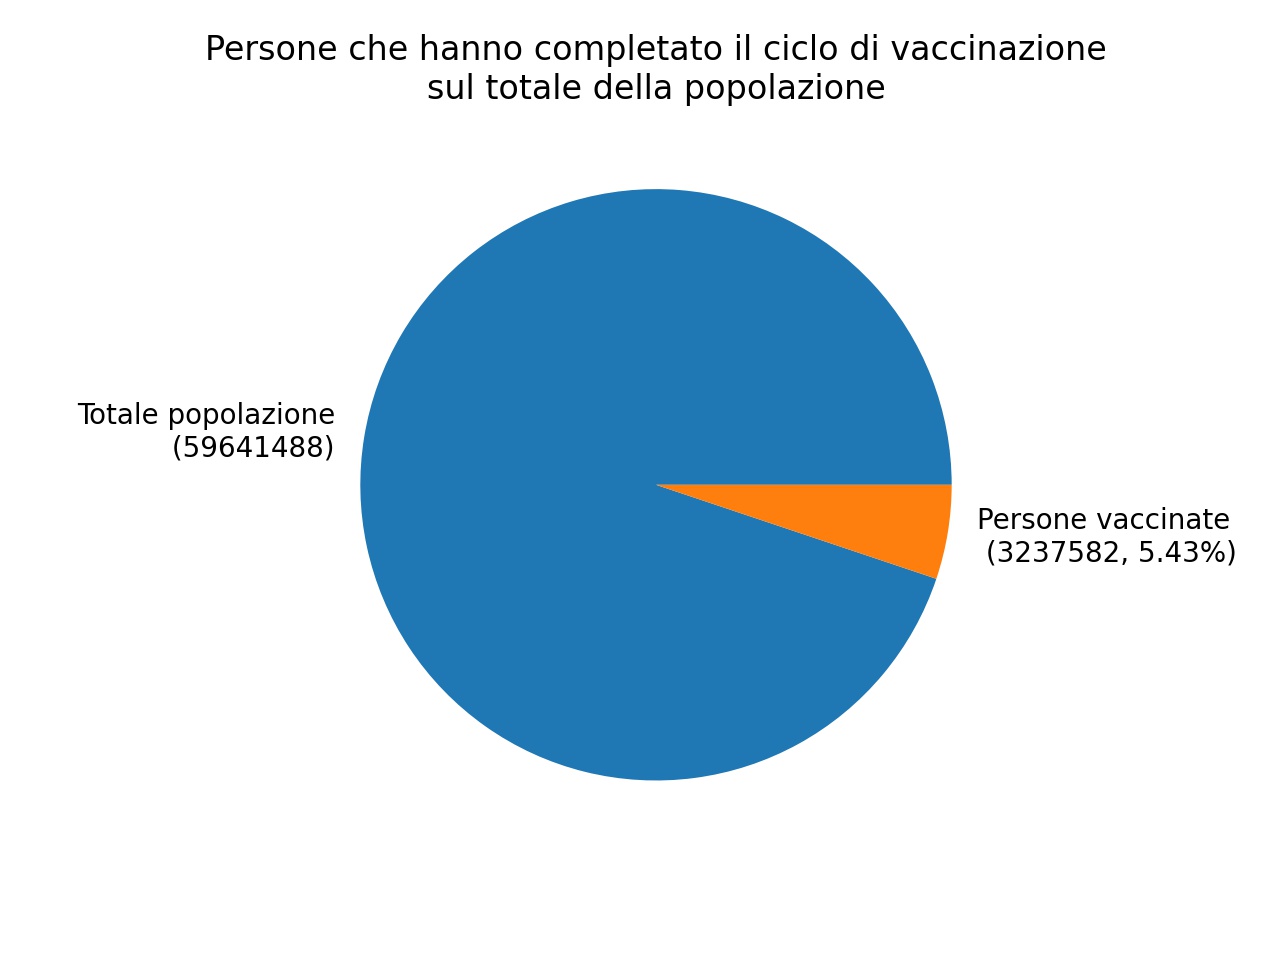 Persone che hanno completato il ciclo di vaccinazione
sul totale della popolazione
Totale popolazione
(59641488)
Persone vaccinate
(3237582, 5.43%)